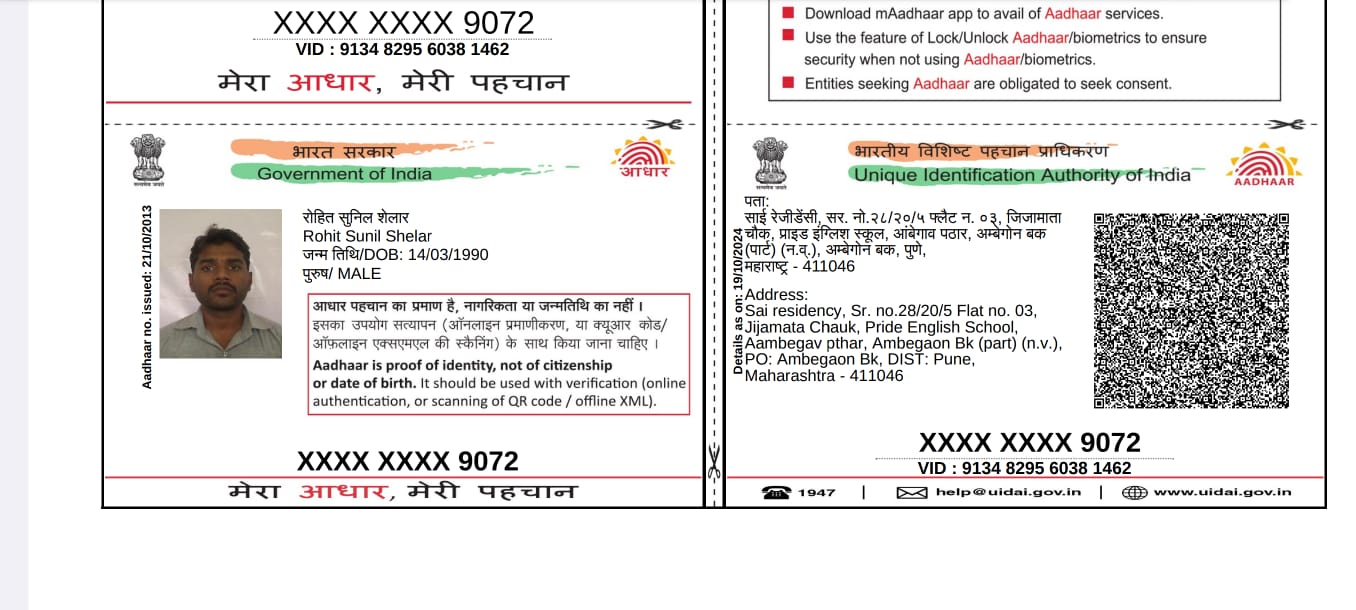 XXXX XXXX 9072
VID : 9134 8295 6038 1462
मेरा आधार, मेरी पहचान
■ Download mAadhaar app to avail of Aadhaar services.
■ Use the feature of Lock/Unlock Aadhaar/biometrics to ensure
security when not using Aadhaar/biometrics.
■ Entities seeking Aadhaar are obligated to seek consent.
सत्यमेव जयते
भारत सरकार
Government of India
आधार
Aadhaar no. issued: 21/10/2013
रोहित सुनिल शेलार
Rohit Sunil Shelar
जन्म तिथि/DOB: 14/03/1990
पुरुष/ MALE
आधार पहचान का प्रमाण है, नागरिकता या जन्मतिथि का नहीं ।
इसका उपयोग सत्यापन (ऑनलाइन प्रमाणीकरण, या क्यूआर कोड/
ऑफ़लाइन एक्सएमएल की स्कैनिंग) के साथ किया जाना चाहिए ।
Aadhaar is proof of identity, not of citizenship
or date of birth. It should be used with verification (online
authentication, or scanning of QR code / offline XML).
XXXX XXXX 9072
मेरा आधार, मेरी पहचान
सत्यमेव जयते
भारतीय विशिष्ट पहचान प्राधिकरण
Unique Identification Authority of India
AADHAAR
Details as on: 19/10/2024
पता:
साई रेजीडेंसी, सर. नो.२८/२०/५ फ्लैट न. ०३, जिजामाता
चौक, प्राइड इंग्लिश स्कूल, आंबेगाव पठार, अम्बेगोन बक
(पार्ट) (न.व्.), अम्बेगोन बक, पुणे,
महाराष्ट्र - 411046
Address:
Sai residency, Sr. no.28/20/5 Flat no. 03,
Jijamata Chauk, Pride English School,
Aambegav pthar, Ambegaon Bk (part) (n.v.),
PO: Ambegaon Bk, DIST: Pune,
Maharashtra - 411046
XXXX XXXX 9072
VID : 9134 8295 6038 1462
1947 | help@uidai.gov.in | www.uidai.gov.in